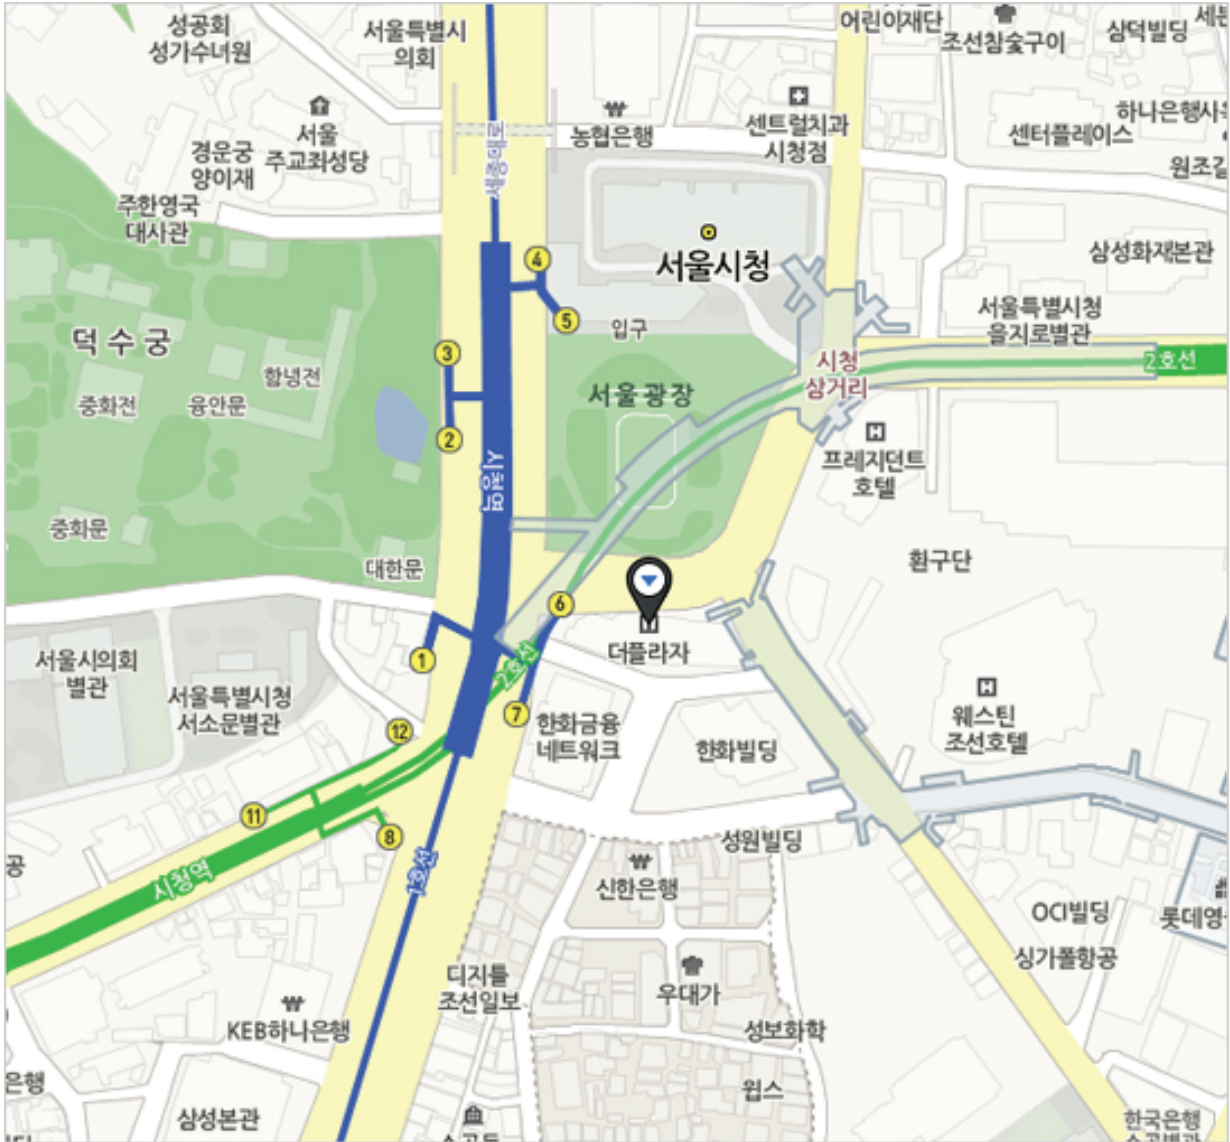 성공회
성가수녀원
서울특별시
의회
어린이재단
조선참숯구이
삼덕빌딩
서울
주교좌성당
농협은행
센트럴치과
시청점
센터플레이스
경운궁
양이재
세종대로
주한영국
대사관
서울시청
삼성화재본관
4
5
입구
서울특별시청
을지로별관
덕수궁
3
함녕전
중화전
융안문
서울광장
시청
삼거리
2호선
2
시청역
프레지던트
호텔
중화문
대한문
환구단
6
더플라자
1
2호선
서울시의회
별관
서울특별시청
서소문별관
7
12
한화금융
네트워크
한화빌딩
웨스틴
조선호텔
11
8
성원빌딩
시청역
1호선
신한은행
OCI빌딩
싱가폴항공
디지틀
조선일보
우대가
KEB하나은행
성보화학
윕스
삼성본관
한국은행